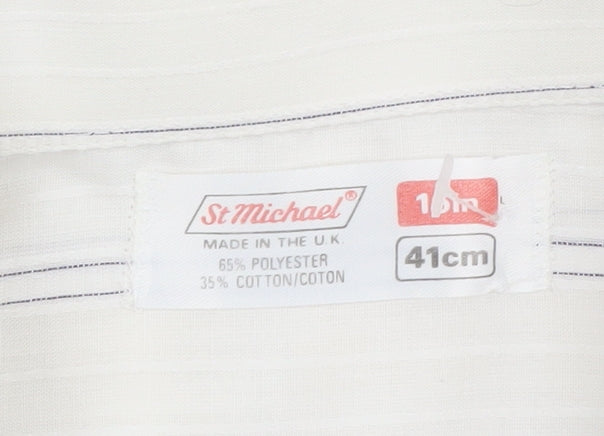 St Michael®
MADE IN THE U.K.
65% POLYESTER
35% COTTON/COTON
41cm